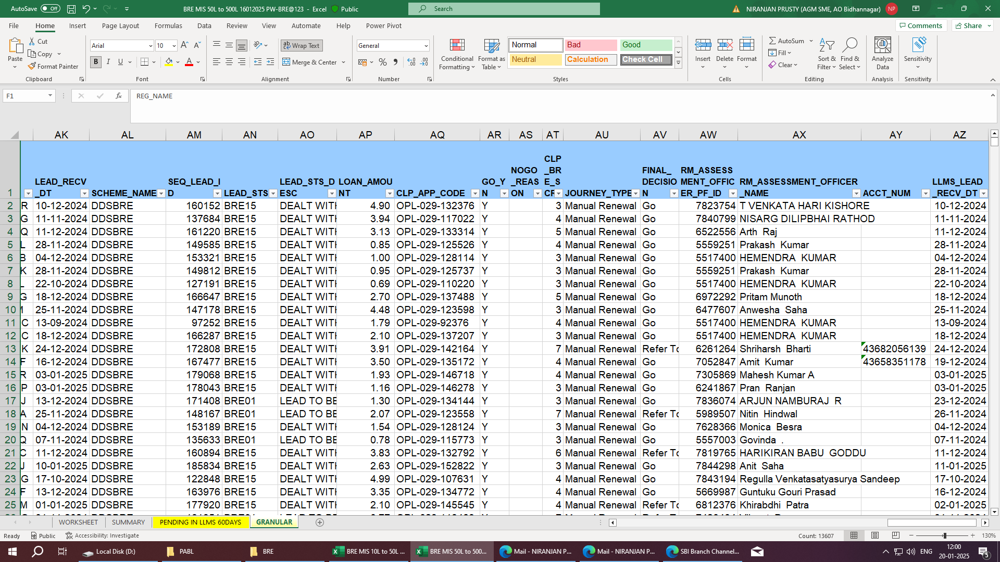 AutoSave Off BRE MIS 50L to 500L 16012025 PW-BRE@123 - Excel Public Search NIRANJAN PRUSTY (AGM SME, AO Bidhannagar) NP
File Home Insert Page Layout Formulas Data Review View Automate Help Power Pivot Comments Share
Paste Cut Copy Format Painter Clipboard
Arial 10 B I U Font
Wrap Text Merge & Center Alignment
General Number
Conditional Formatting Format as Table Normal Bad Good Neutral Calculation Check Cell Styles
Insert Delete Format Cells
AutoSum Fill Clear Sort & Filter Find & Select Editing
Analyze Data Analysis
Sensitivity Sensitivity
F1 fx REG_NAME
AK AL AM AN AO AP AQ AR AS AT AU AV AW AX AY AZ
1 LEAD_RECV_DT SCHEME_NAME SEQ_LEAD_ID LEAD_STS LEAD_STS_DESC LOAN_AMOUNT CLP_APP_CODE GO_YN NOGO_REASON CLP_BRE_SCR JOURNEY_TYPE FINAL_DECISION RM_ASSESSMENT_OFFICER_PF_ID RM_ASSESSMENT_OFFICER_NAME ACCT_NUM LLMS_LEAD_RECV_DT
2 R 10-12-2024 DDSBRE 160152 BRE15 DEALT WITH 4.90 OPL-029-132376 Y 3 Manual Renewal Go 7823754 T VENKATA HARI KISHORE 10-12-2024
3 G 11-11-2024 DDSBRE 137684 BRE15 DEALT WITH 3.94 OPL-029-117022 Y 4 Manual Renewal Go 7840799 NISARG DILIPBHAI RATHOD 11-11-2024
4 Q 11-12-2024 DDSBRE 161220 BRE15 DEALT WITH 3.13 OPL-029-133314 Y 5 Manual Renewal Go 6522556 Arth Raj 11-12-2024
5 L 28-11-2024 DDSBRE 149585 BRE15 DEALT WITH 0.85 OPL-029-125526 Y 4 Manual Renewal Go 5559251 Prakash Kumar 28-11-2024
6 B 04-12-2024 DDSBRE 153321 BRE15 DEALT WITH 1.00 OPL-029-128114 Y 3 Manual Renewal Go 5517400 HEMENDRA KUMAR 04-12-2024
7 K 28-11-2024 DDSBRE 149812 BRE15 DEALT WITH 0.95 OPL-029-125737 Y 3 Manual Renewal Go 5559251 Prakash Kumar 28-11-2024
8 L 22-10-2024 DDSBRE 127191 BRE15 DEALT WITH 0.69 OPL-029-110220 Y 3 Manual Renewal Go 5517400 HEMENDRA KUMAR 22-10-2024
9 G 18-12-2024 DDSBRE 166647 BRE15 DEALT WITH 2.70 OPL-029-137488 Y 5 Manual Renewal Go 6972292 Pritam Munoth 18-12-2024
10 25-11-2024 DDSBRE 147178 BRE15 DEALT WITH 4.48 OPL-029-123598 Y 4 Manual Renewal Go 6477607 Anwesha Saha 25-11-2024
11 C 13-09-2024 DDSBRE 97252 BRE15 DEALT WITH 1.79 OPL-029-92376 Y 4 Manual Renewal Go 5517400 HEMENDRA KUMAR 13-09-2024
12 C 18-12-2024 DDSBRE 166287 BRE15 DEALT WITH 2.10 OPL-029-137207 Y 3 Manual Renewal Go 5517400 HEMENDRA KUMAR 18-12-2024
13 K 24-12-2024 DDSBRE 172808 BRE15 DEALT WITH 3.91 OPL-029-142164 Y 7 Manual Renewal Refer To 6261264 Shriharsh Bharti 43682056139 24-12-2024
14 F 16-12-2024 DDSBRE 167477 BRE15 DEALT WITH 3.50 OPL-029-135172 Y 4 Manual Renewal Go 7052847 Amit Kumar 43658351178 19-12-2024
15 R 03-01-2025 DDSBRE 179068 BRE15 DEALT WITH 1.93 OPL-029-146718 Y 4 Manual Renewal Go 7305869 Mahesh Kumar A 03-01-2025
16 P 03-01-2025 DDSBRE 178043 BRE15 DEALT WITH 1.16 OPL-029-146278 Y 3 Manual Renewal Go 6241867 Pran Ranjan 03-01-2025
17 J 13-12-2024 DDSBRE 171408 BRE01 LEAD TO BE 1.30 OPL-029-134144 Y 3 Manual Renewal Go 7836074 ARJUN NAMBURAJ R 23-12-2024
18 A 25-11-2024 DDSBRE 148167 BRE01 LEAD TO BE 2.07 OPL-029-123558 Y 7 Manual Renewal Refer To 5989507 Nitin Hindwal 26-11-2024
19 N 04-12-2024 DDSBRE 153189 BRE15 DEALT WITH 1.54 OPL-029-128124 Y 3 Manual Renewal Go 7628366 Monica Besra 04-12-2024
20 Q 07-11-2024 DDSBRE 135633 BRE01 LEAD TO BE 0.78 OPL-029-115773 Y 3 Manual Renewal Go 5557003 Govinda . 07-11-2024
21 C 11-12-2024 DDSBRE 160894 BRE15 DEALT WITH 3.83 OPL-029-132792 Y 6 Manual Renewal Refer To 7819765 HARIKIRAN BABU GODDU 11-12-2024
22 J 10-01-2025 DDSBRE 185834 BRE15 DEALT WITH 2.63 OPL-029-152822 Y 3 Manual Renewal Go 7844298 Anit Saha 11-01-2025
23 G 17-10-2024 DDSBRE 122848 BRE15 DEALT WITH 4.99 OPL-029-107631 Y 4 Manual Renewal Go 7843194 Regulla Venkatasatyasurya Sandeep 17-10-2024
24 F 13-12-2024 DDSBRE 163976 BRE15 DEALT WITH 3.35 OPL-029-134772 Y 4 Manual Renewal Go 5669987 Guntuku Gouri Prasad 16-12-2024
25 M 01-01-2025 DDSBRE 177920 BRE15 DEALT WITH 2.10 OPL-029-145545 Y 4 Manual Renewal Refer To 6812376 Khirabdhi Patra 02-01-2025
WORKSHEET SUMMARY PENDING IN LLMS 60DAYS GRANULAR
Ready Public Accessibility: Investigate Count: 13607 130%
Local Disk (D:) PABL BRE BRE MIS 10L to 50L ... BRE MIS 50L to 500... Mail - NIRANJAN P... Mail - NIRANJAN P... SBI Branch Channel... ENG 12:00 20-01-2025 5